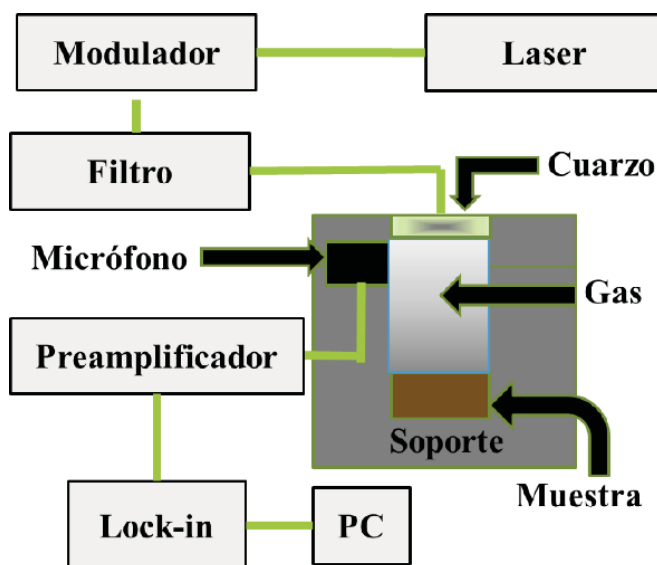 Modulador
Laser
Filtro
Cuarzo
Micrófono
Gas
Preamplificador
Soporte
Muestra
Lock-in
PC